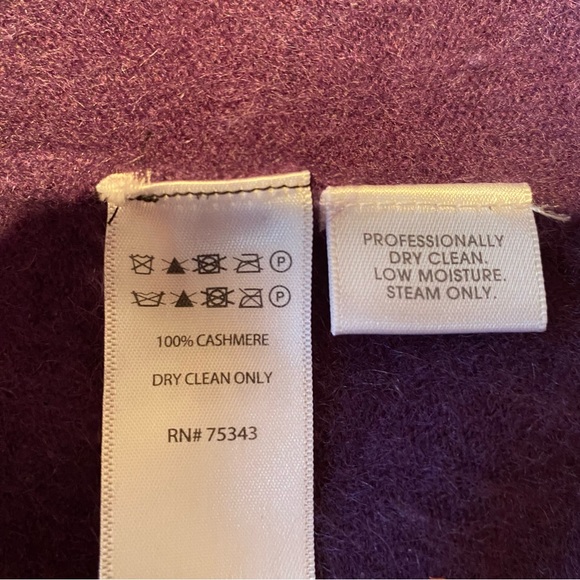 P
P
100% CASHMERE
DRY CLEAN ONLY
RN# 75343
PROFESSIONALLY
DRY CLEAN.
LOW MOISTURE.
STEAM ONLY.